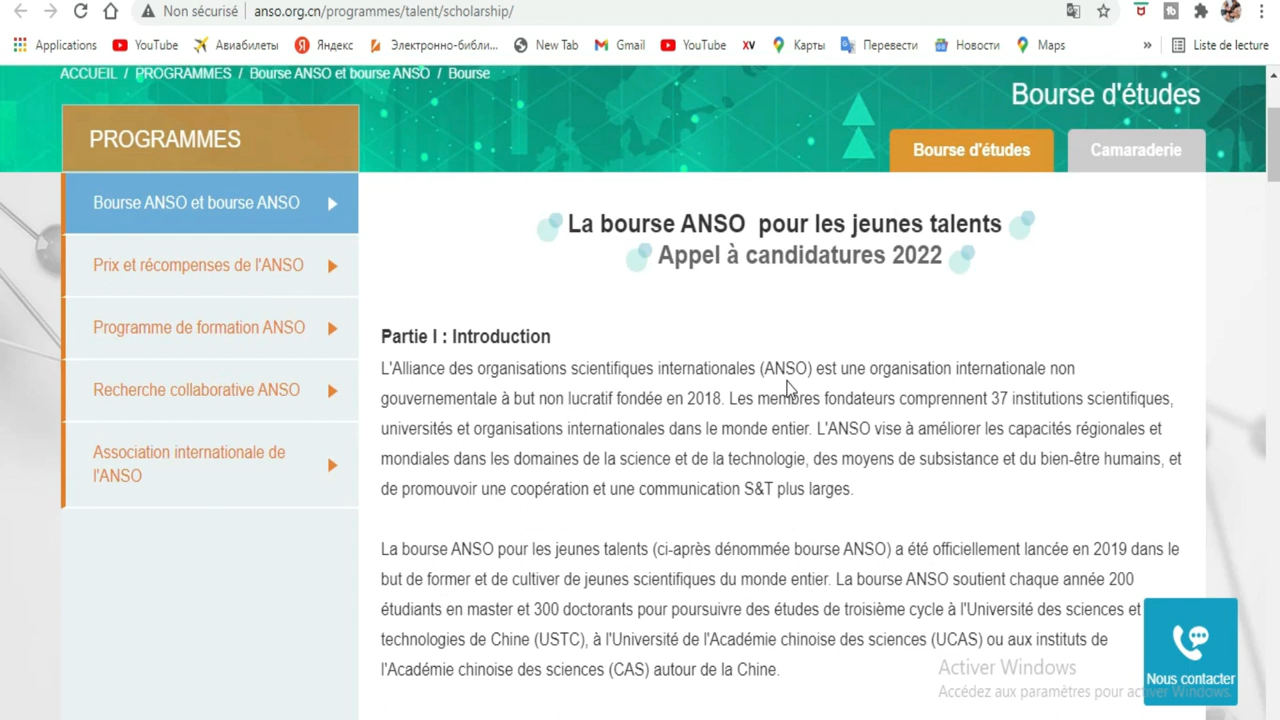 Non sécurisé | anso.org.cn/programmes/talent/scholarship/
Applications YouTube Авиабилеты Яндекс Электронно-библи... New Tab Gmail YouTube XV Карты Перевести Новости Maps » Liste de lecture
ACCUEIL / PROGRAMMES / Bourse ANSO et bourse ANSO / Bourse
Bourse d'études
PROGRAMMES
Bourse d'études Camaraderie
Bourse ANSO et bourse ANSO
Prix et récompenses de l'ANSO
Programme de formation ANSO
Recherche collaborative ANSO
Association internationale de
l'ANSO
La bourse ANSO pour les jeunes talents
Appel à candidatures 2022
Partie I : Introduction
L'Alliance des organisations scientifiques internationales (ANSO) est une organisation internationale non
gouvernementale à but non lucratif fondée en 2018. Les membres fondateurs comprennent 37 institutions scientifiques,
universités et organisations internationales dans le monde entier. L'ANSO vise à améliorer les capacités régionales et
mondiales dans les domaines de la science et de la technologie, des moyens de subsistance et du bien-être humains, et
de promouvoir une coopération et une communication S&T plus larges.
La bourse ANSO pour les jeunes talents (ci-après dénommée bourse ANSO) a été officiellement lancée en 2019 dans le
but de former et de cultiver de jeunes scientifiques du monde entier. La bourse ANSO soutient chaque année 200
étudiants en master et 300 doctorants pour poursuivre des études de troisième cycle à l'Université des sciences et
technologies de Chine (USTC), à l'Université de l'Académie chinoise des sciences (UCAS) ou aux instituts de
l'Académie chinoise des sciences (CAS) autour de la Chine.
Nous contacter
Activer Windows
Accédez aux paramètres pour activer Windows.